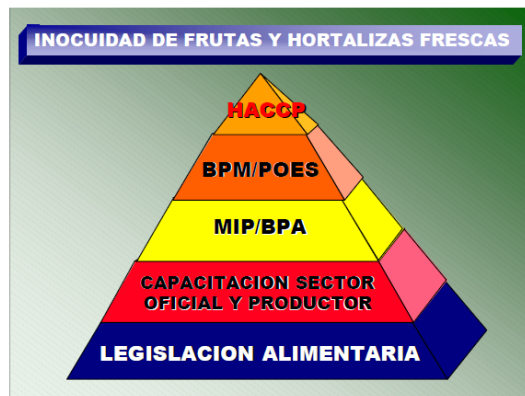 INOCUIDAD DE FRUTAS Y HORTALIZAS FRESCAS
HACCP
BPM/POES
MIP/BPA
CAPACITACION SECTOR
OFICIAL Y PRODUCTOR
LEGISLACION ALIMENTARIA